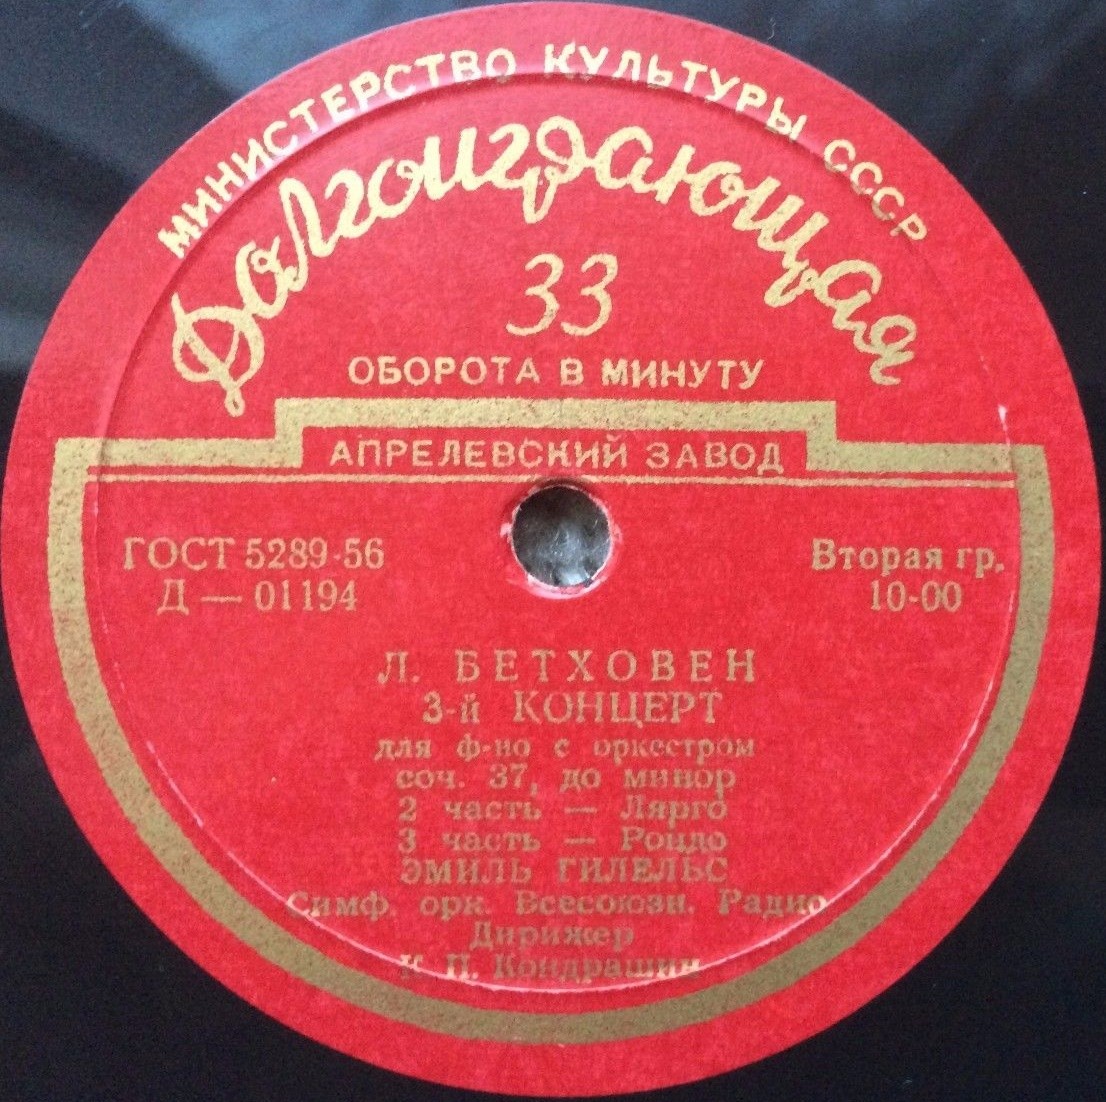 МИНИСТЕРСТВО КУЛЬТУРЫ СССР
Долгоиграющая
33
ОБОРОТА В МИНУТУ
АПРЕЛЕВСКИЙ ЗАВОД
ГОСТ 5289-56
Д — 01194
Вторая гр.
10-00
Л. БЕТХОВЕН
3-й КОНЦЕРТ
для ф-но с оркестром
соч. 37, до минор
2 часть — Лярго
3 часть — Рондо
ЭМИЛЬ ГИЛЕЛЬС
Симф. орк. Всесоюзн. Радио
Дирижер
К. П. Кондрашин